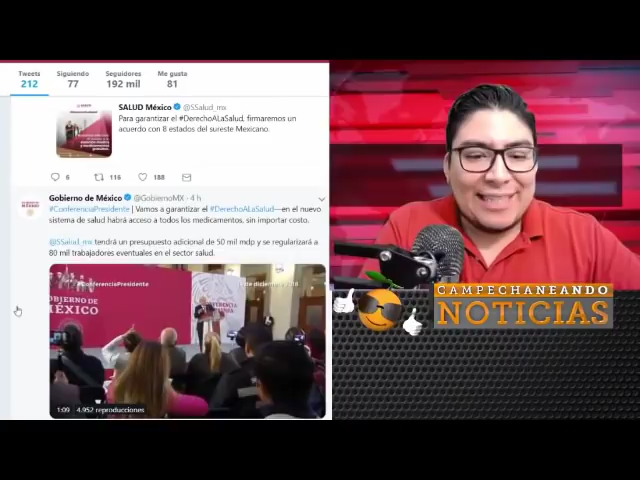 Tweets Siguiendo Seguidores Me gusta
212 77 192 mil 81
SALUD México @SSalud_mx
Para garantizar el #DerechoALaSalud, firmaremos un
acuerdo con 8 estados del sureste Mexicano.
6 116 188
Gobierno de México @GobiernoMX · 4 h
#ConferenciaPresidente | Vamos a garantizar el #DerechoALaSalud—en el nuevo
sistema de salud habrá acceso a todos los medicamentos, sin importar costo.
@SSalud_mx tendrá un presupuesto adicional de 50 mil mdp y se regularizará a
80 mil trabajadores eventuales en el sector salud.
#ConferenciaPresidente
de diciembre, 2018
GOBIERNO DE
MÉXICO
1:09 4.952 reproducciones
CAMPECHANEANDO
NOTICIAS